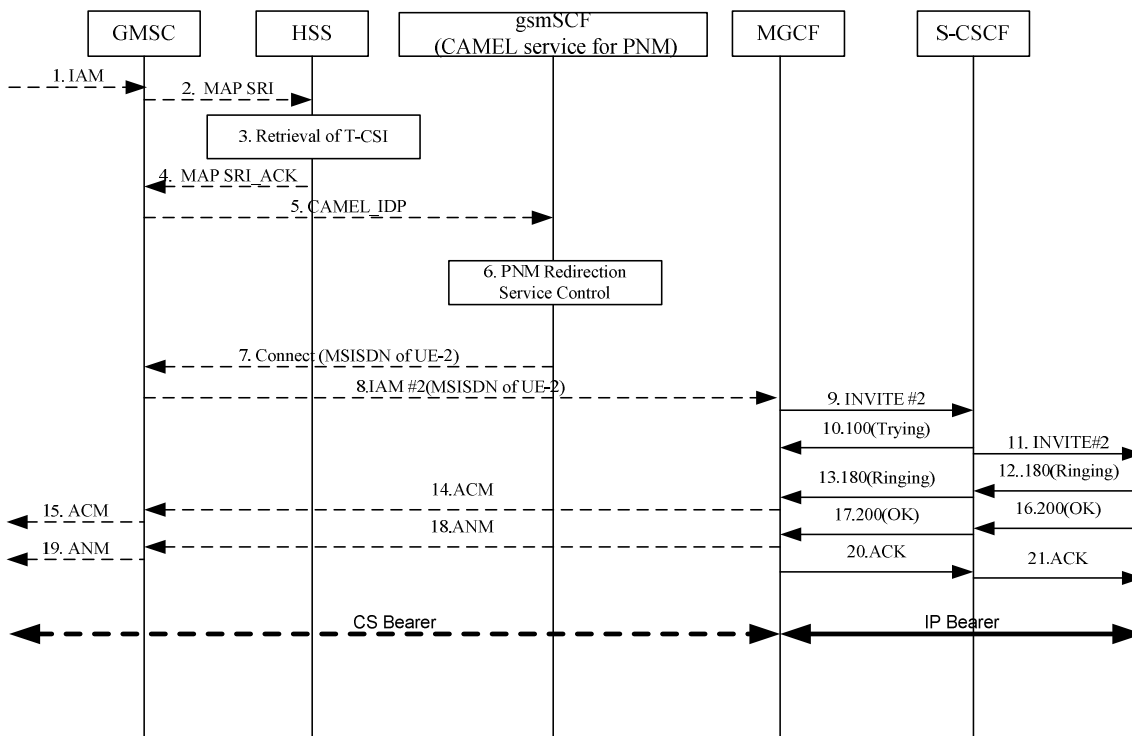 GMSC
HSS
gsmSCF
(CAMEL service for PNM)
MGCF
S-CSCF
1. IAM
2. MAP SRI
3. Retrieval of T-CSI
4. MAP SRI_ACK
5. CAMEL_IDP
6. PNM Redirection
Service Control
7. Connect (MSISDN of UE-2)
8.IAM #2(MSISDN of UE-2)
9. INVITE #2
10.100(Trying)
11. INVITE#2
12..180(Ringing)
13.180(Ringing)
14.ACM
15. ACM
16.200(OK)
17.200(OK)
18.ANM
19. ANM
20.ACK
21.ACK
CS Bearer
IP Bearer